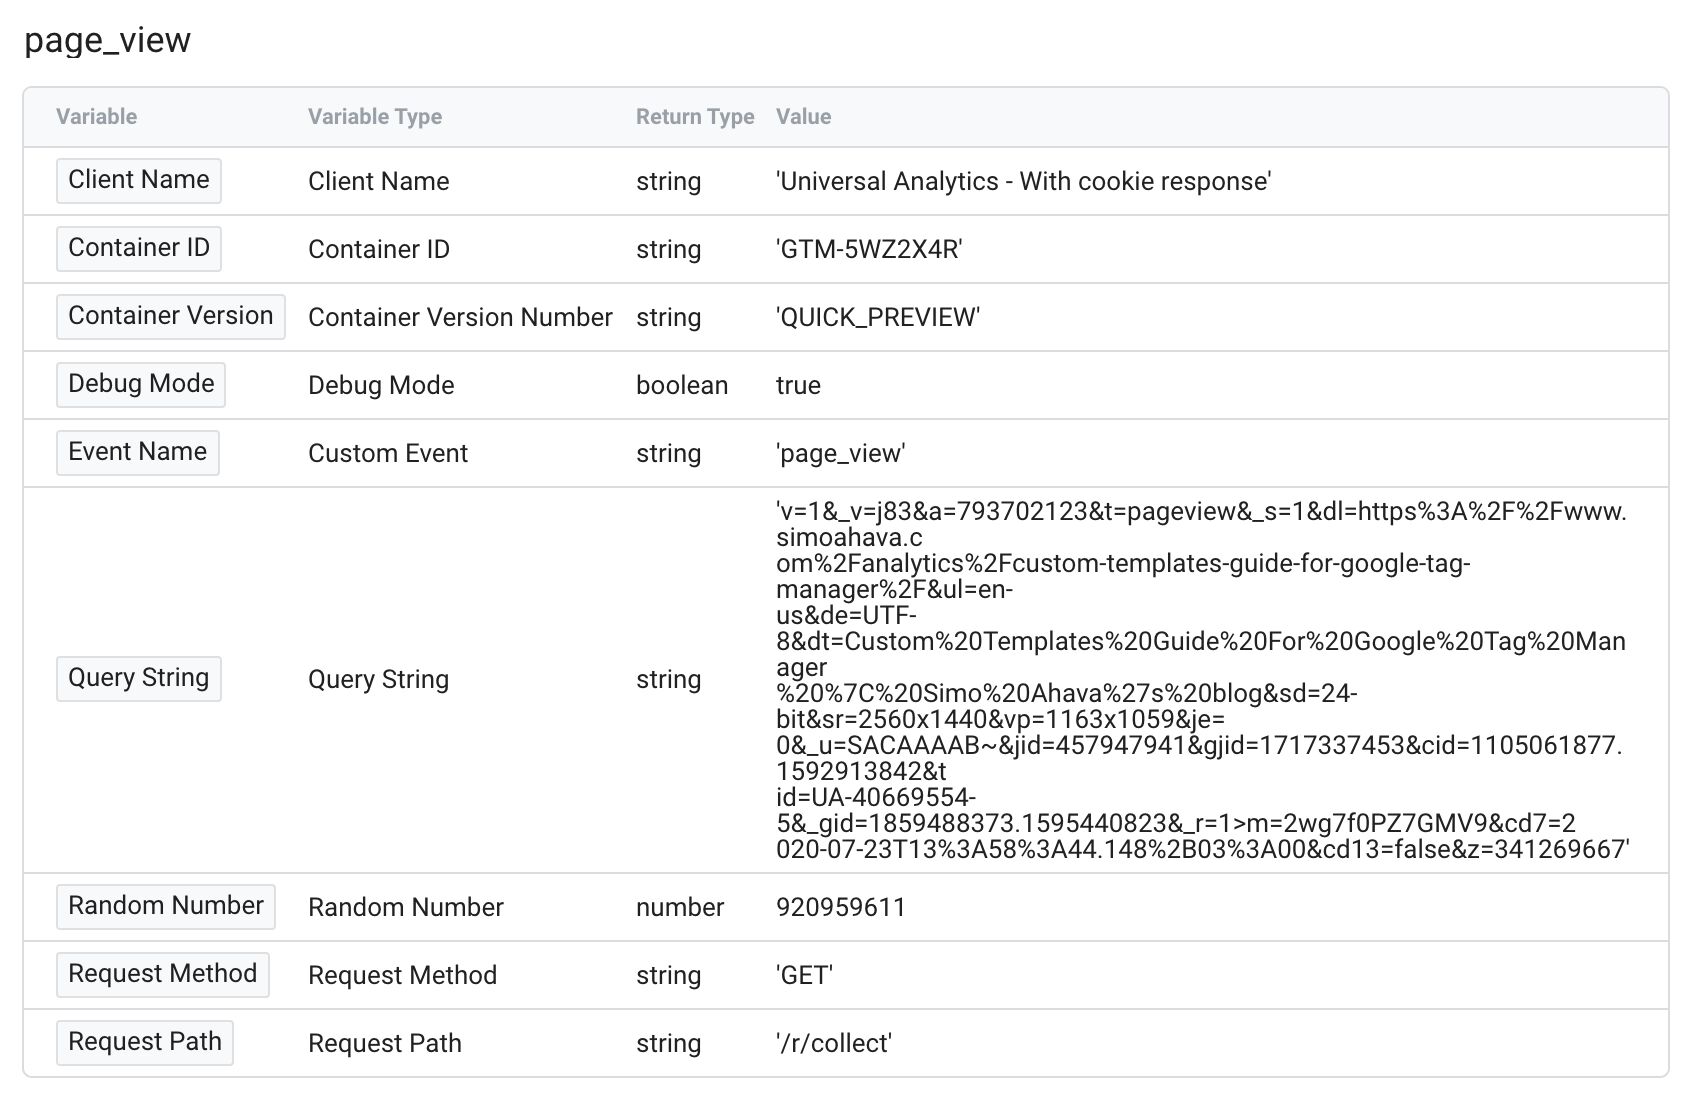 page_view
Variable Variable Type Return Type Value
Client Name Client Name string 'Universal Analytics - With cookie response'
Container ID Container ID string 'GTM-5WZ2X4R'
Container Version Container Version Number string 'QUICK_PREVIEW'
Debug Mode Debug Mode boolean true
Event Name Custom Event string 'page_view'
Query String Query String string 'v=1&_v=j83&a=793702123&t=pageview&_s=1&dl=https%3A%2F%2Fwww.
simoahava.c
om%2Fanalytics%2Fcustom-templates-guide-for-google-tag-
manager%2F&ul=en-
us&de=UTF-
8&dt=Custom%20Templates%20Guide%20For%20Google%20Tag%20Man
ager
%20%7C%20Simo%20Ahava%27s%20blog&sd=24-
bit&sr=2560x1440&vp=1163x1059&je=
0&_u=SACAAAAB~&jid=457947941&gjid=1717337453&cid=1105061877.
1592913842&t
id=UA-40669554-
5&_gid=1859488373.1595440823&_r=1>m=2wg7f0PZ7GMV9&cd7=2
020-07-23T13%3A58%3A44.148%2B03%3A00&cd13=false&z=341269667'
Random Number Random Number number 920959611
Request Method Request Method string 'GET'
Request Path Request Path string '/r/collect'